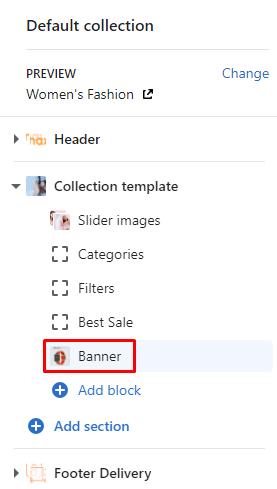 Default collection
PREVIEW
Change
Women's Fashion
Header
Collection template
Slider images
Categories
Filters
Best Sale
Banner
Add block
Add section
Footer Delivery